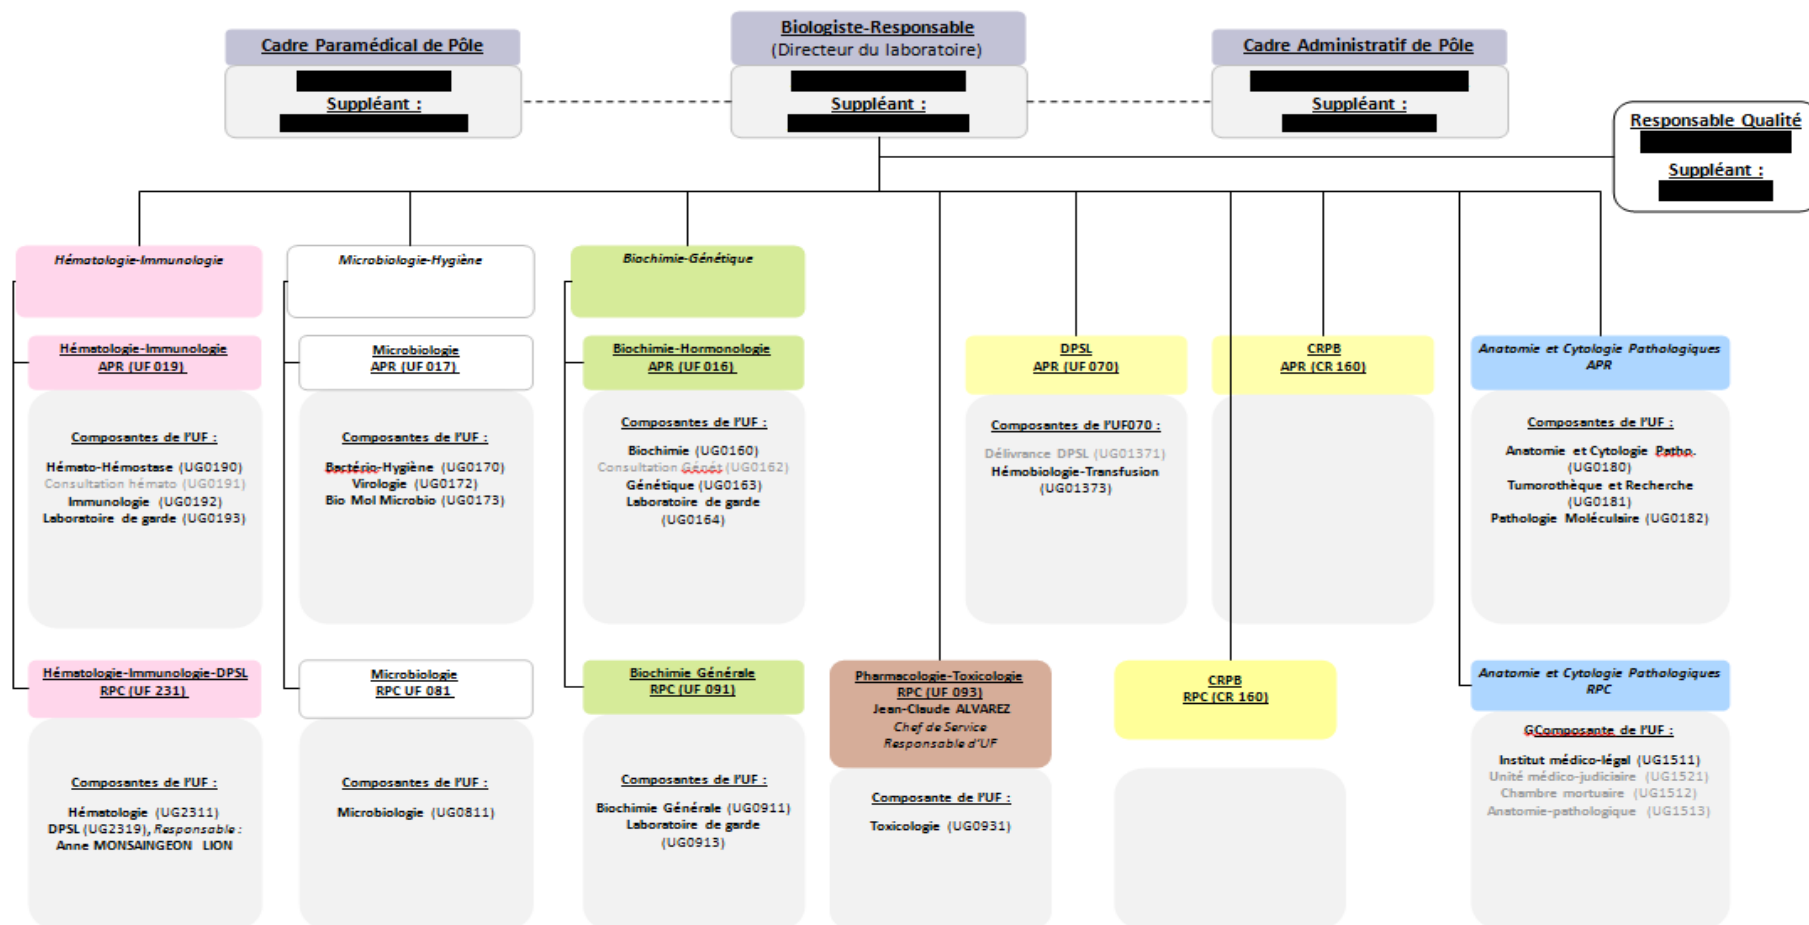 Cadre Paramédical de Pôle
Suppléant :
Biologiste-Responsable
(Directeur du laboratoire)
Suppléant :
Cadre Administratif de Pôle
Suppléant :
Responsable Qualité
Suppléant :
Hématologie-Immunologie
Microbiologie-Hygiène
Biochimie-Génétique
Hématologie-Immunologie
APR (UF 019)
Composantes de l'UF :
Hémato-Hémostase (UG0190)
Consultation hémato (UG0191)
Immunologie (UG0192)
Laboratoire de garde (UG0193)
Microbiologie
APR (UF 017)
Composantes de l'UF :
Bactério-Hygiène (UG0170)
Virologie (UG0172)
Bio Mol Microbio (UG0173)
Biochimie-Hormonologie
APR (UF 016)
Composantes de l'UF :
Biochimie (UG0160)
Consultation Génét (UG0162)
Génétique (UG0163)
Laboratoire de garde
(UG0164)
DPSL
APR (UF 070)
Composantes de l'UF070 :
Délivrance DPSL (UG01371)
Hémobiologie-Transfusion
(UG01373)
CRPB
APR (CR 160)
Anatomie et Cytologie Pathologiques
APR
Composantes de l'UF :
Anatomie et Cytologie Patho.
(UG0180)
Tumorothèque et Recherche
(UG0181)
Pathologie Moléculaire (UG0182)
Hématologie-Immunologie-DPSL
RPC (UF 231)
Composantes de l'UF :
Hématologie (UG2311)
DPSL (UG2319), Responsable :
Anne MONSAINGEON LION
Microbiologie
RPC UF 081
Composantes de l'UF :
Microbiologie (UG0811)
Biochimie Générale
RPC (UF 091)
Composantes de l'UF :
Biochimie Générale (UG0911)
Laboratoire de garde
(UG0913)
Pharmacologie-Toxicologie
RPC (UF 093)
Jean-Claude ALVAREZ
Chef de Service
Responsable d'UF
Composante de l'UF :
Toxicologie (UG0931)
CRPB
RPC (CR 160)
Anatomie et Cytologie Pathologiques
RPC
GComposante de l'UF :
Institut médico-légal (UG1511)
Unité médico-judiciaire (UG1521)
Chambre mortuaire (UG1512)
Anatomie-pathologique (UG1513)